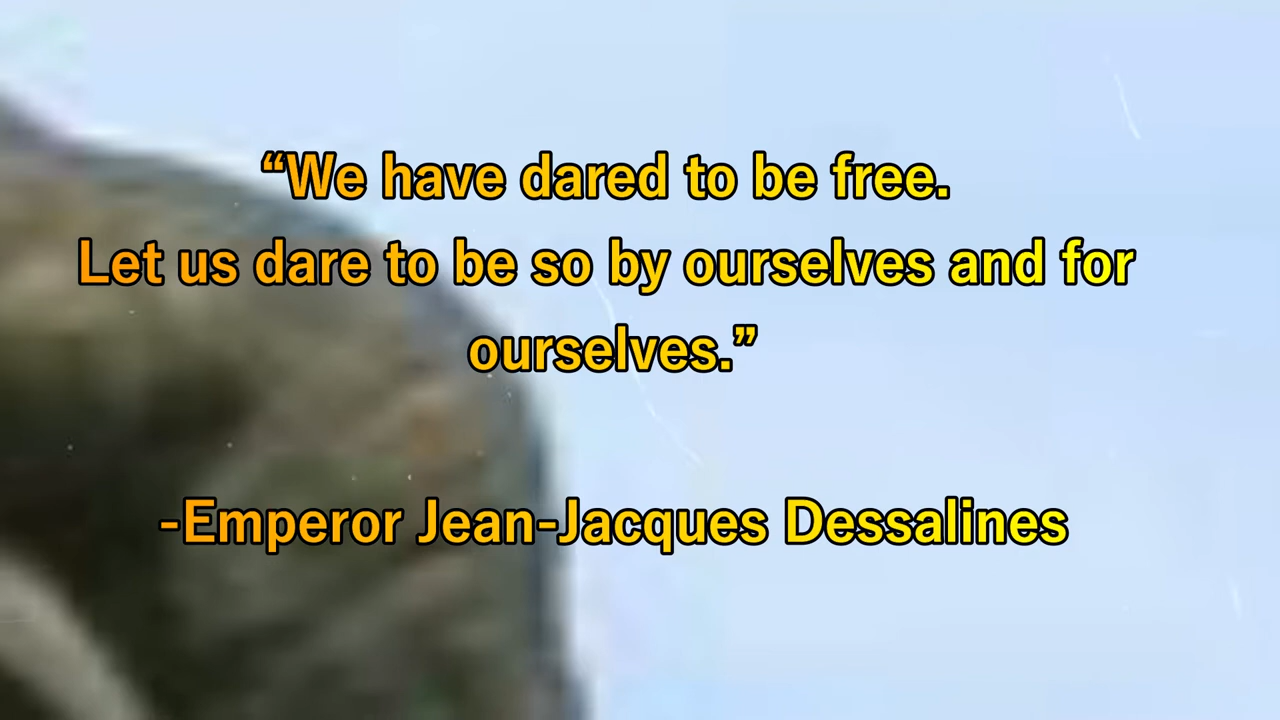 “We have dared to be free.
Let us dare to be so by ourselves and for
ourselves.”
-Emperor Jean-Jacques Dessalines